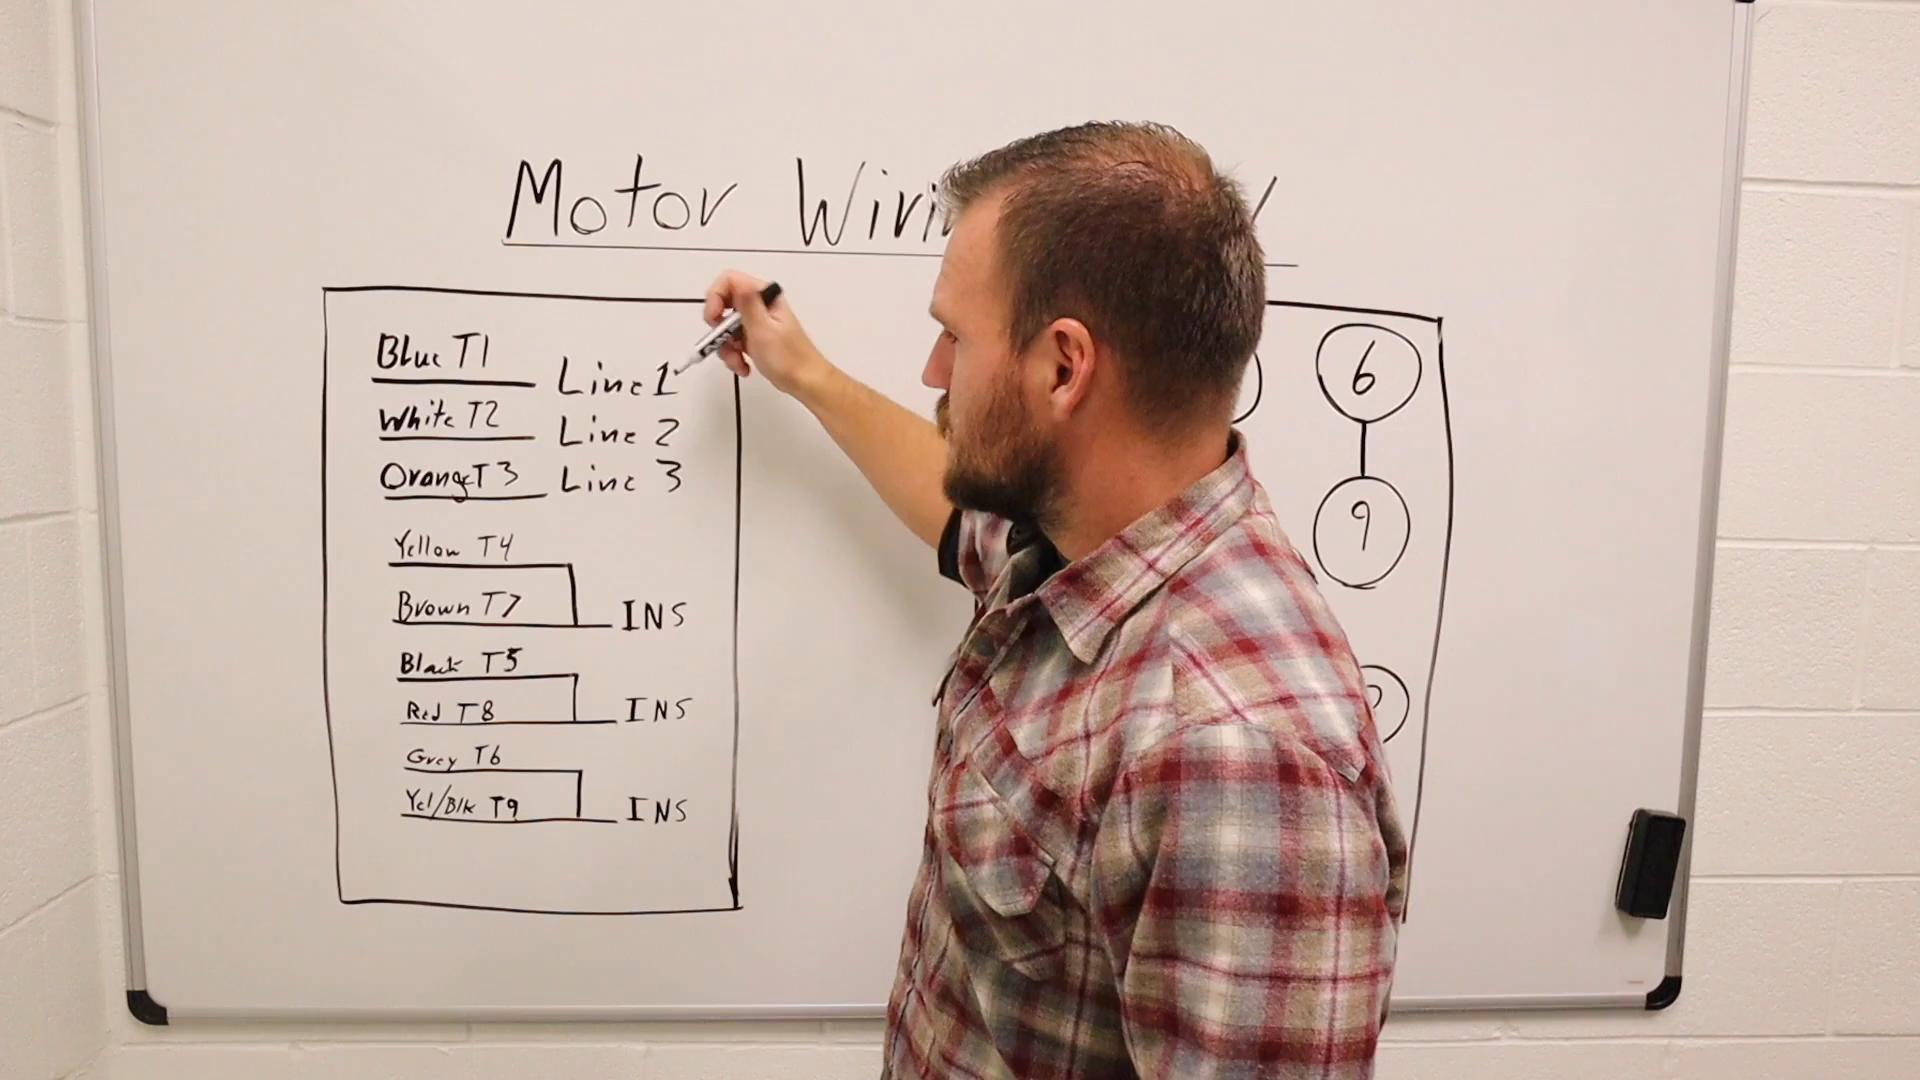 Motor
Blue T1
Line 1
White T2
Line 2
Orange T3
Line 3
Yellow T4
Brown T7
INS
Black T5
Red T8
INS
Grey T6
Yel/Blk T9
INS
6
9